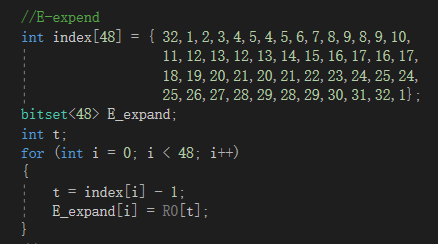 //E-expend
int index[48] = { 32,1,2,3,4,5,4,5,6,7,8,9,8,9,10,
11,12,13,12,13,14,15,16,17,16,17,
18,19,20,21,20,21,22,23,24,25,24,
25,26,27,28,29,28,29,30,31,32,1};
bitset<48> E_expand;
int t;
for (int i = 0; i < 48; i++)
{
t = index[i] - 1;
E_expand[i] = R0[t];
}